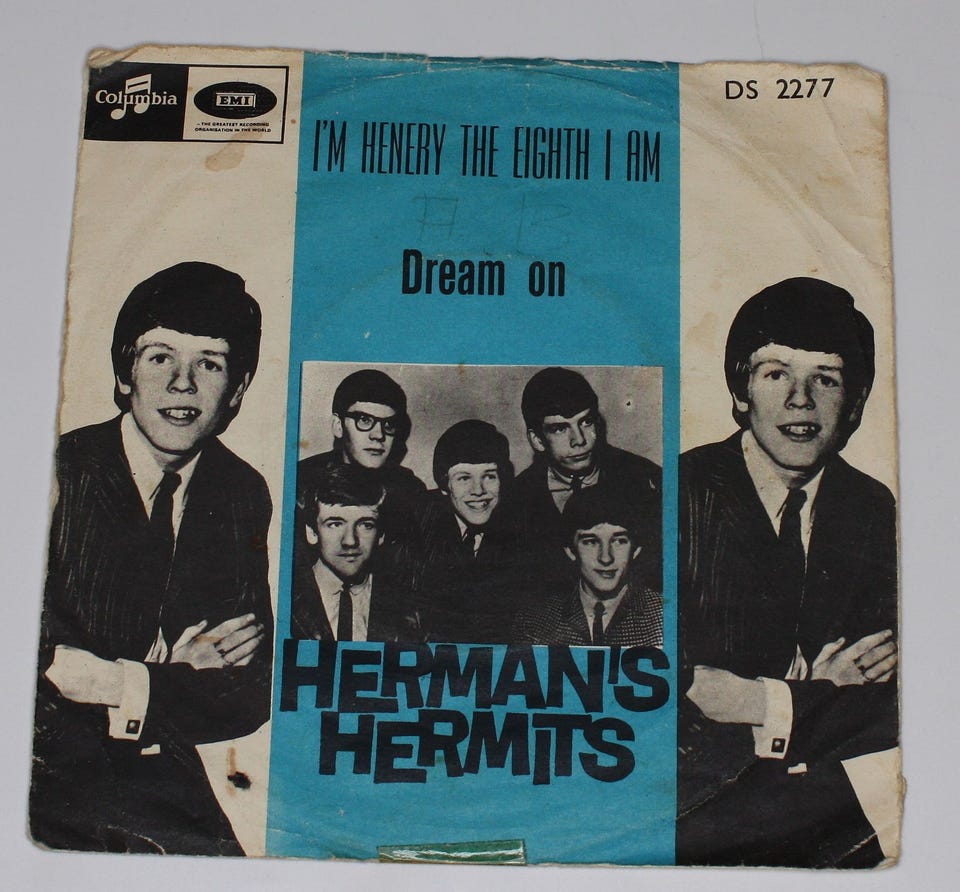 Columbia
EMI
– THE GREATEST RECORDING
ORGANISATION IN THE WORLD
DS 2277
I'M HENERY THE EIGHTH I AM
A B
Dream on
HERMAN'S
HERMITS